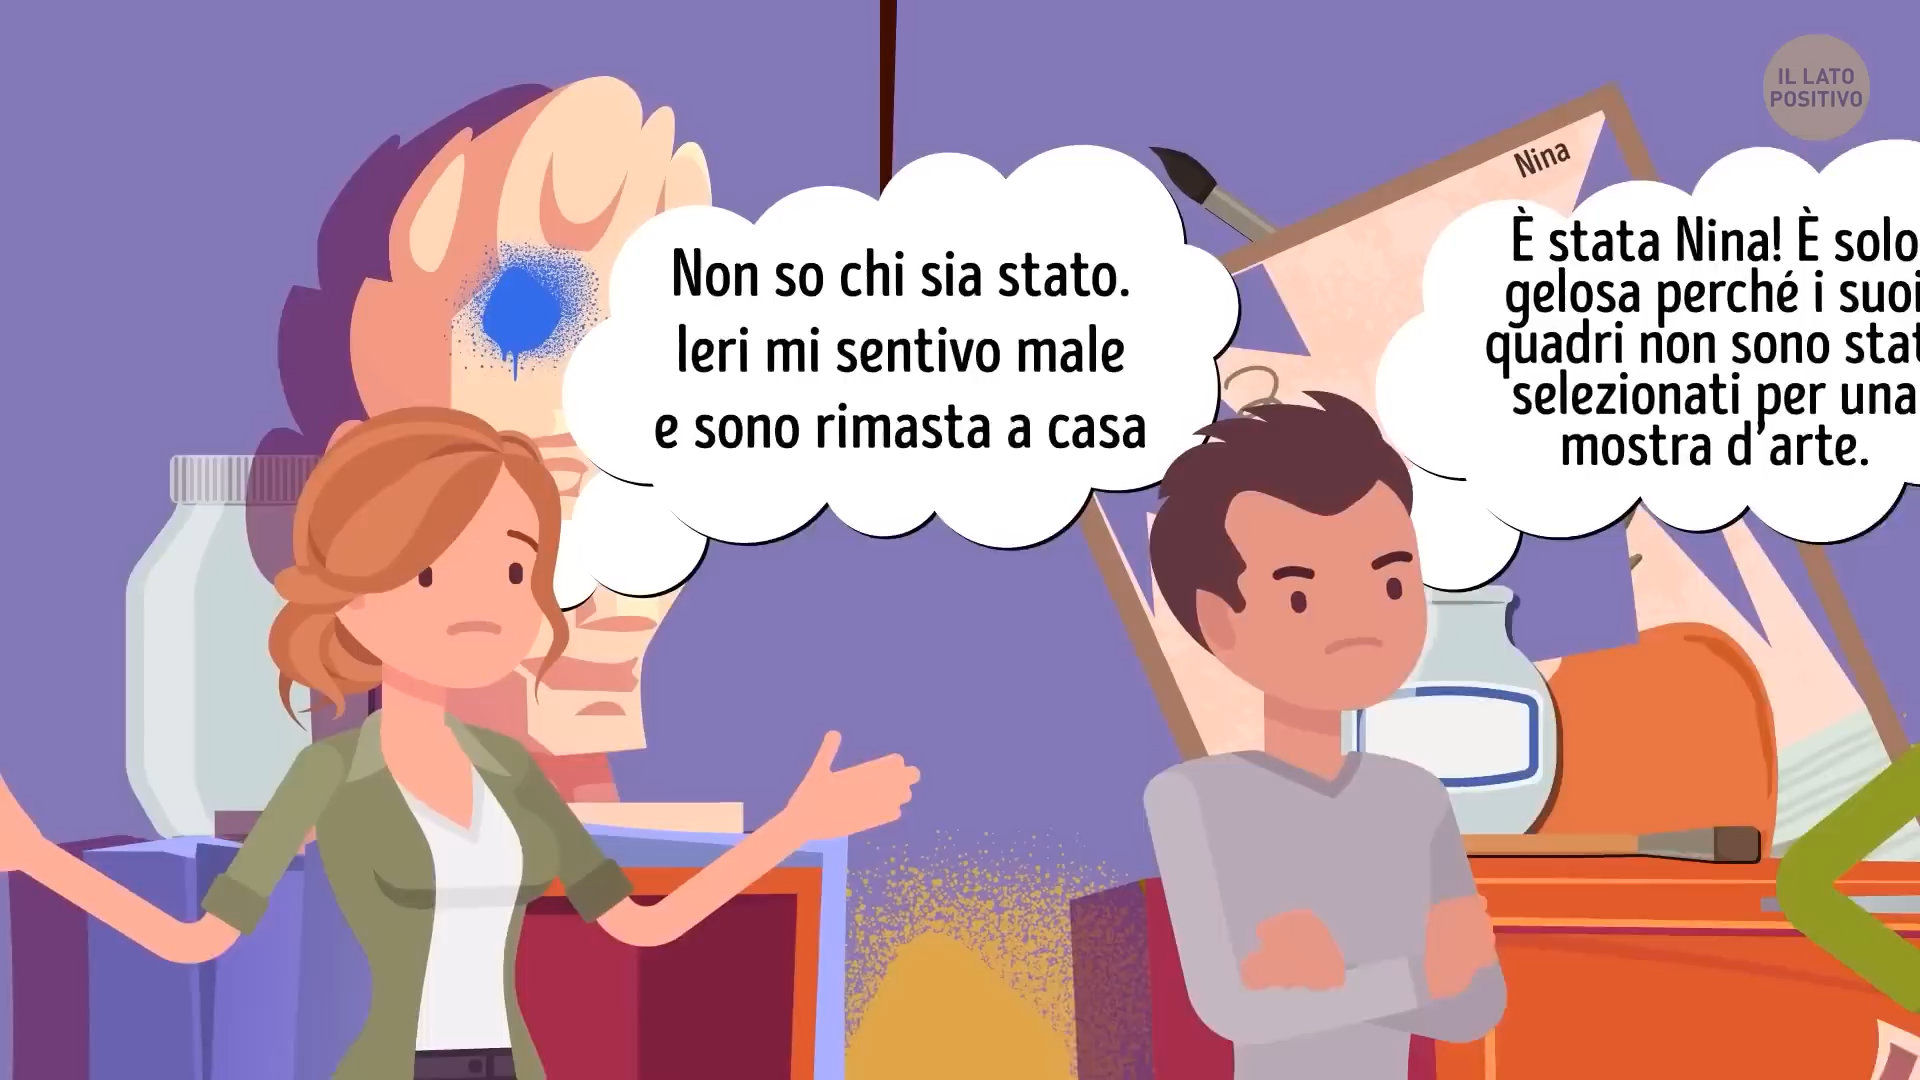 IL LATO
POSITIVO
Nina
Non so chi sia stato.
Ieri mi sentivo male
e sono rimasta a casa
È stata Nina! È solo
gelosa perché i suoi
quadri non sono stat
selezionati per una
mostra d'arte.